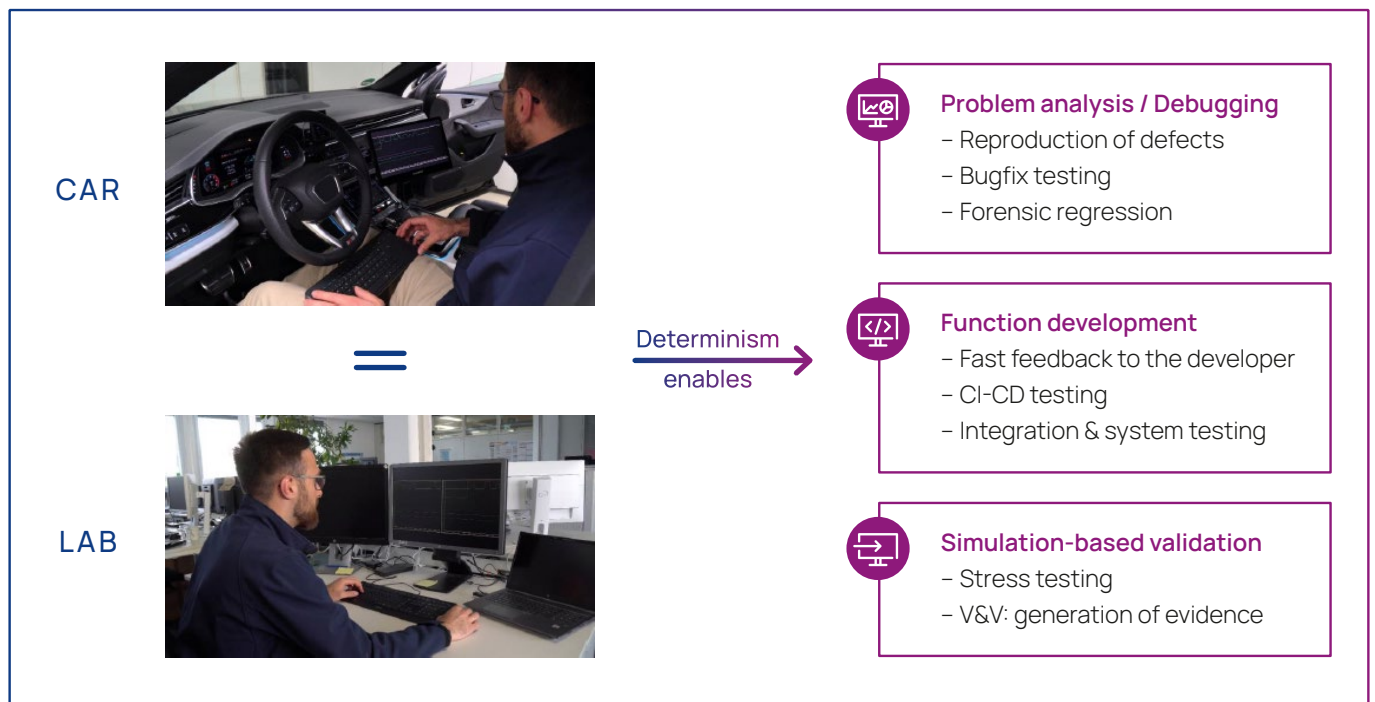 CAR
=
LAB
Determinism
enables
Problem analysis / Debugging
– Reproduction of defects
– Bugfix testing
– Forensic regression
</>
Function development
– Fast feedback to the developer
– CI-CD testing
– Integration & system testing
Simulation-based validation
– Stress testing
– V&V: generation of evidence